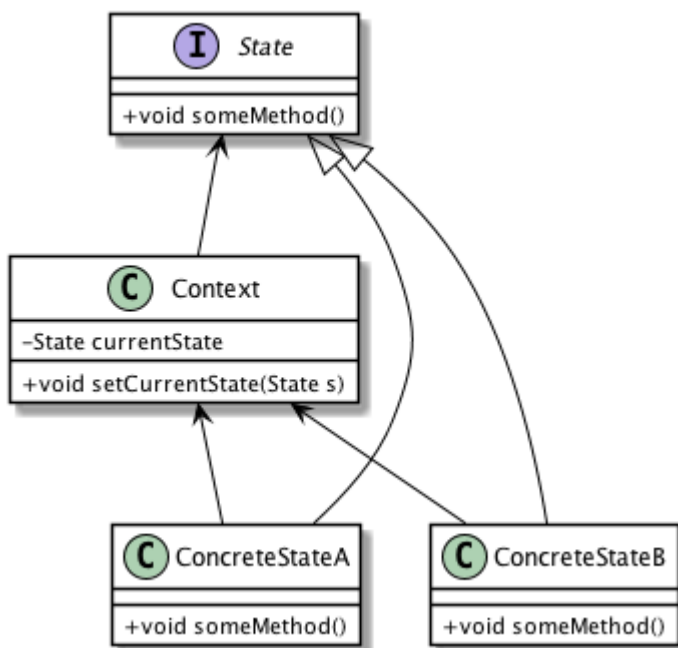 I State
+void someMethod()
C Context
-State currentState
+void setCurrentState(State s)
C ConcreteStateA
+void someMethod()
C ConcreteStateB
+void someMethod()